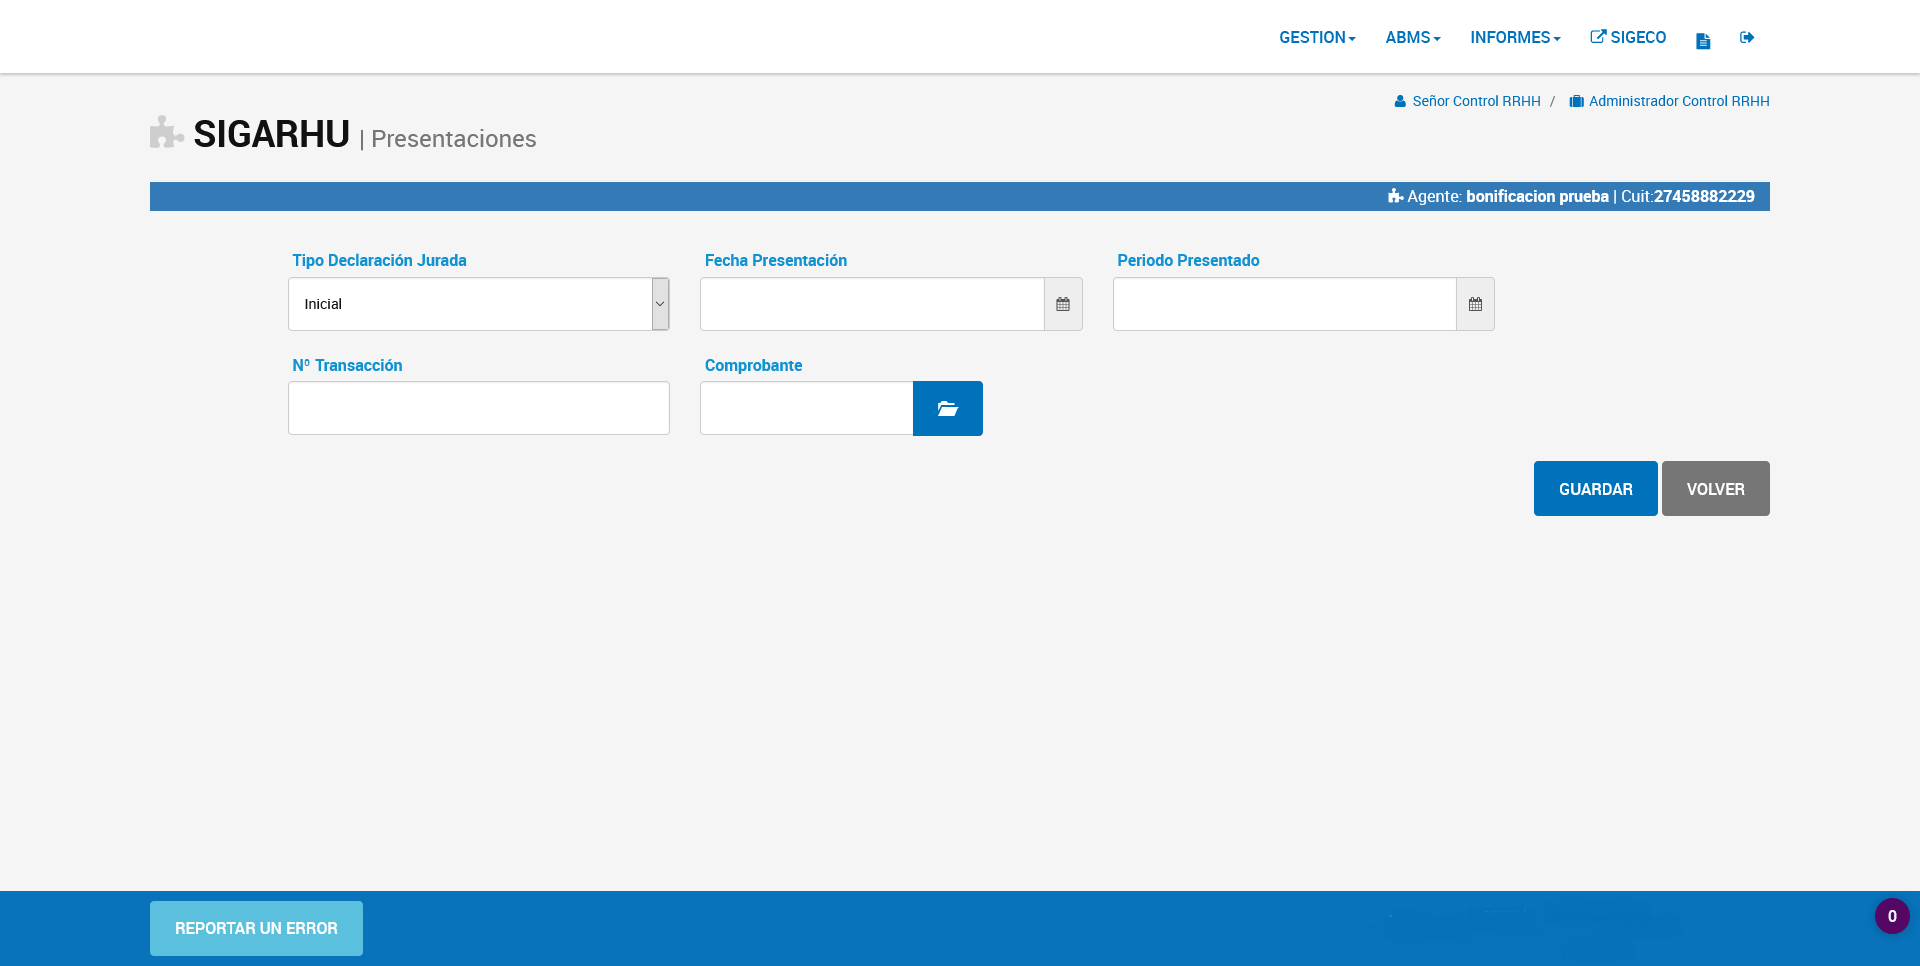 GESTION ABMS INFORMES SIGECO
Señor Control RRHH / Administrador Control RRHH
SIGARHU | Presentaciones
Agente: bonificacion prueba | Cuit:27458882229
Tipo Declaración Jurada Fecha Presentación Periodo Presentado
Inicial
Nº Transacción Comprobante
GUARDAR VOLVER
REPORTAR UN ERROR 0